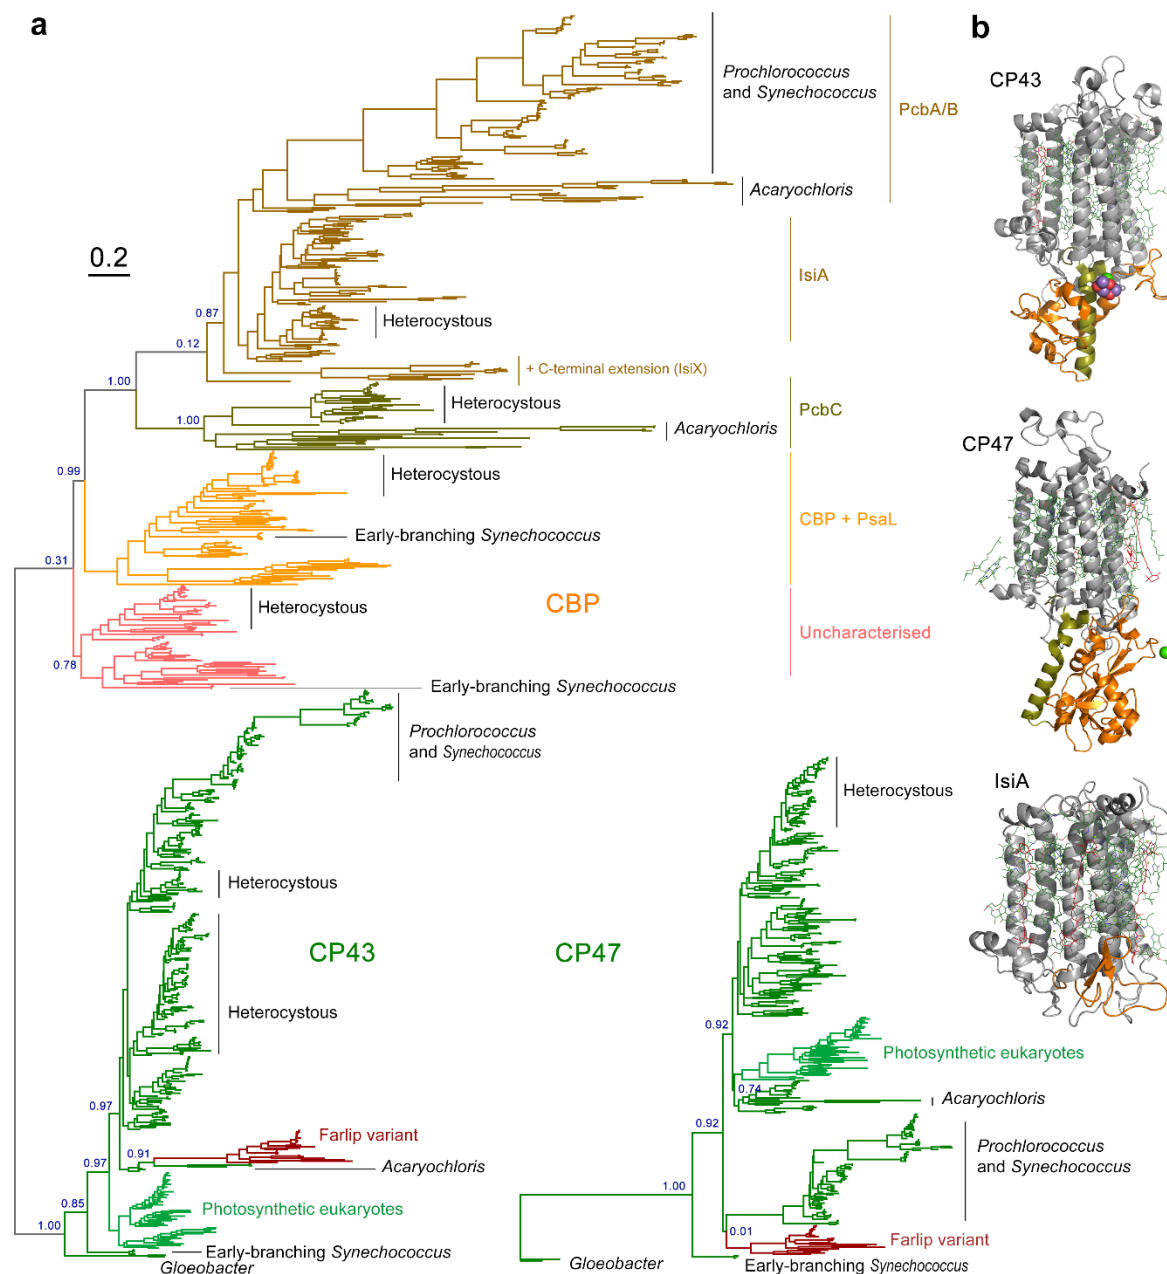 a
Prochlorococcus
and Synechococcus
PcbA/B
Acaryochloris
0.2
IsiA
0.87
Heterocystous
0.12
+ C-terminal extension (IsiX)
1.00
Heterocystous
PcbC
1.00
Acaryochloris
0.99
Heterocystous
CBP + PsaL
Early-branching Synechococcus
0.31
Heterocystous
CBP
Uncharacterised
0.78
Early-branching Synechococcus
Prochlorococcus
and Synechococcus
Heterocystous
CP43
Heterocystous
0.97
0.91
Farlip variant
Acaryochloris
0.97
0.85
Photosynthetic eukaryotes
1.00
Early-branching Synechococcus
Gloeobacter
Heterocystous
CP47
0.92
Photosynthetic eukaryotes
0.74
Acaryochloris
0.92
Prochlorococcus
and Synechococcus
1.00
0.01
Farlip variant
Gloeobacter
Early-branching Synechococcus
b
CP43
CP47
IsiA